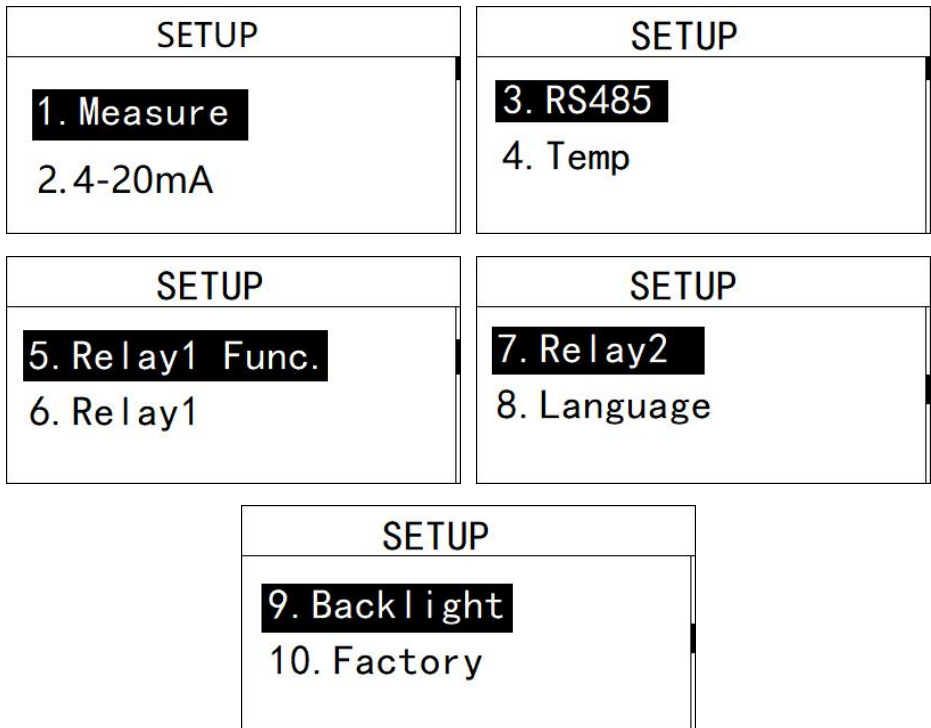 SETUP
1. Measure
2. 4-20mA
SETUP
3. RS485
4. Temp
SETUP
5. Relay1 Func.
6. Relay1
SETUP
7. Relay2
8. Language
SETUP
9. Backlight
10. Factory